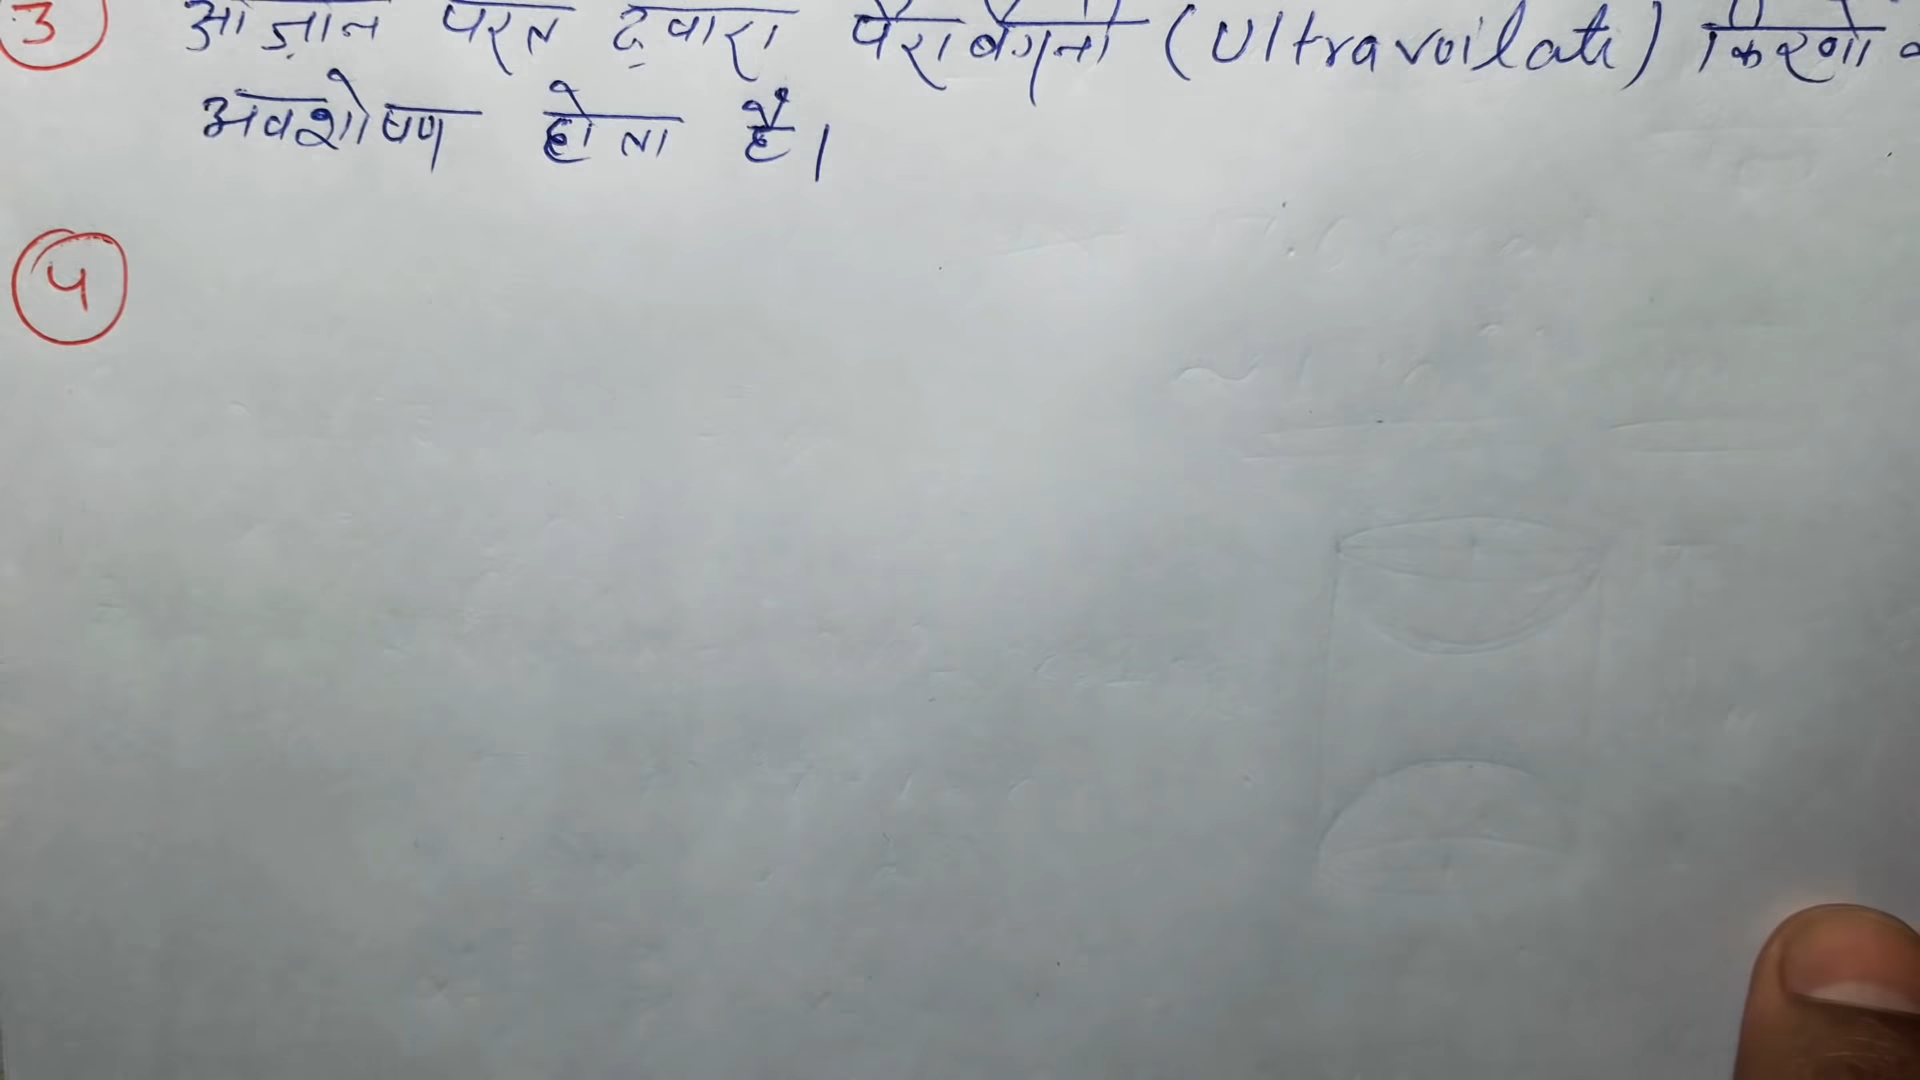 3 ओज़ोन परत द्वारा पैराबैंगनी (Ultravoilate) किरणो
अवशोषण होता है।
4